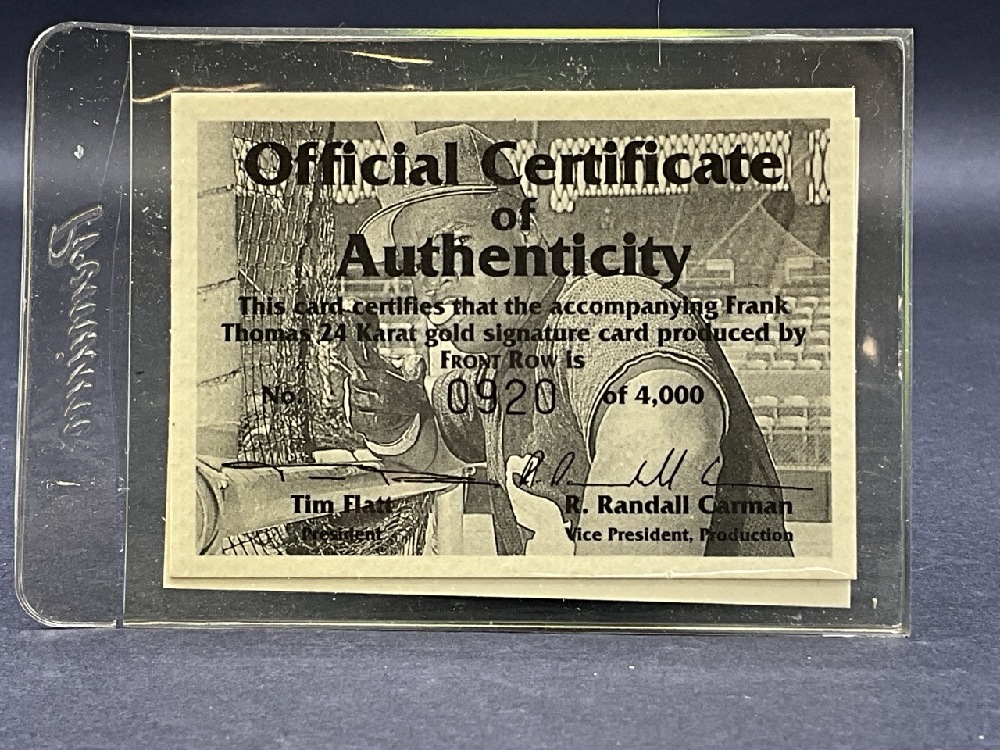 Official Certificate
of
Authenticity
This card certifies that the accompanying Frank
Thomas 24 Karat gold signature card produced by
FRONT ROW is
No. 0920 of 4,000
Tim Flatt R. Randall Carman
President Vice President, Production